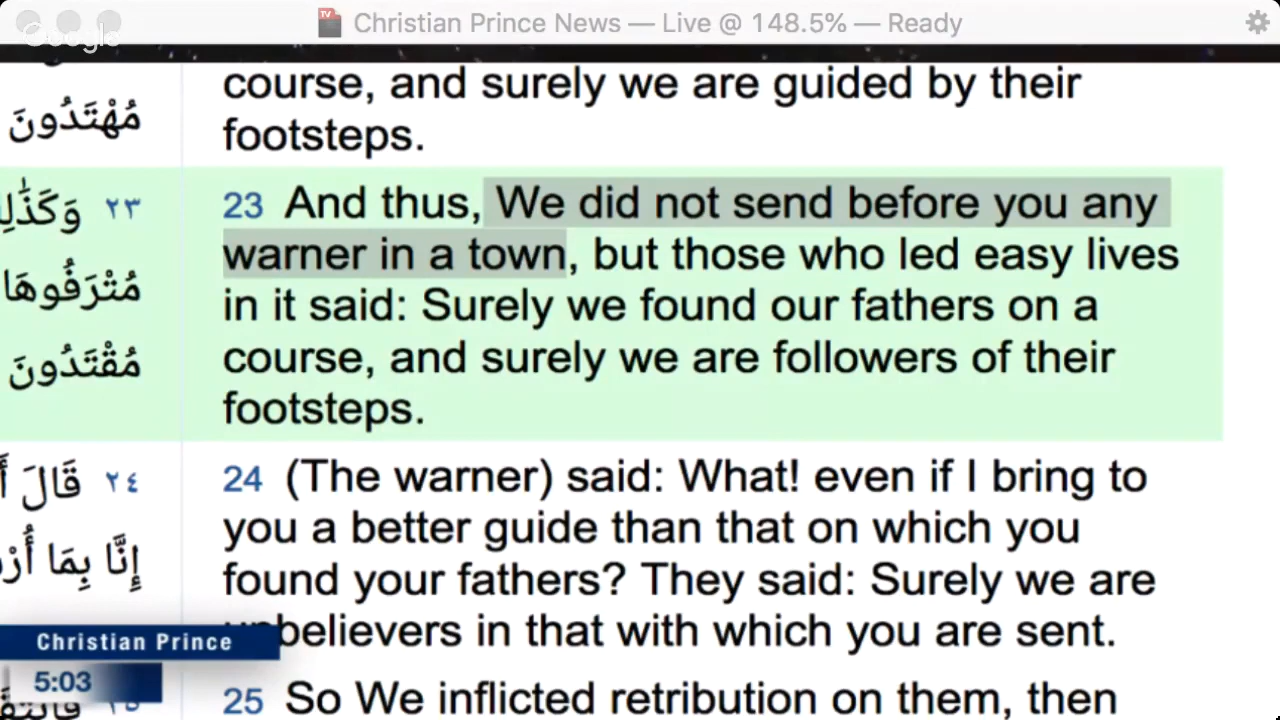 Christian Prince News — Live @ 148.5% — Ready
Google
course, and surely we are guided by their
مُهْتَدُونَ
footsteps.
23 And thus, We did not send before you any
٢٣ وَكَذَٰلِ
warner in a town, but those who led easy lives
in it said: Surely we found our fathers on a
مُتْرَفُوهَا
course, and surely we are followers of their
مُقْتَدُونَ
footsteps.
24 (The warner) said: What! even if I bring to
٢٤ قَالَ أَ
you a better guide than that on which you
found your fathers? They said: Surely we are
إِنَّا بِمَا أُرْ
unbelievers in that with which you are sent.
Christian Prince
5:03
25 So We inflicted retribution on them, then
٢٥